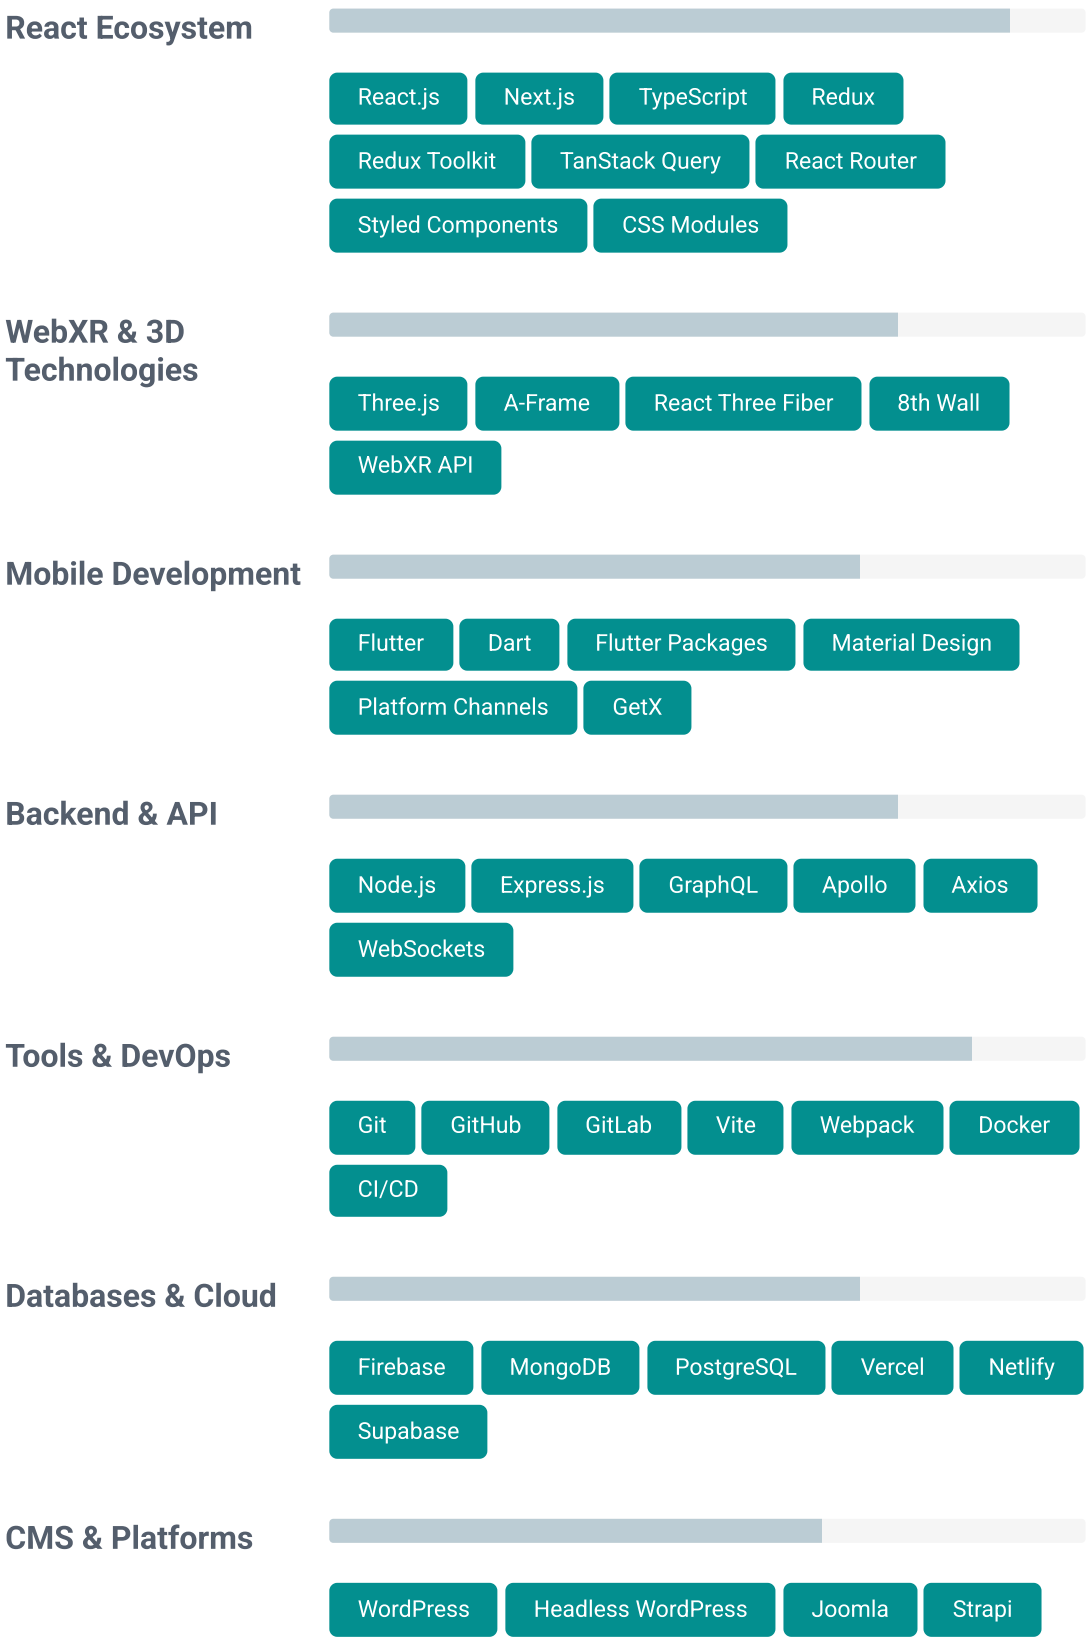 React Ecosystem
React.js Next.js TypeScript Redux
Redux Toolkit TanStack Query React Router
Styled Components CSS Modules
WebXR & 3D
Technologies
Three.js A-Frame React Three Fiber 8th Wall
WebXR API
Mobile Development
Flutter Dart Flutter Packages Material Design
Platform Channels GetX
Backend & API
Node.js Express.js GraphQL Apollo Axios
WebSockets
Tools & DevOps
Git GitHub GitLab Vite Webpack Docker
CI/CD
Databases & Cloud
Firebase MongoDB PostgreSQL Vercel Netlify
Supabase
CMS & Platforms
WordPress Headless WordPress Joomla Strapi